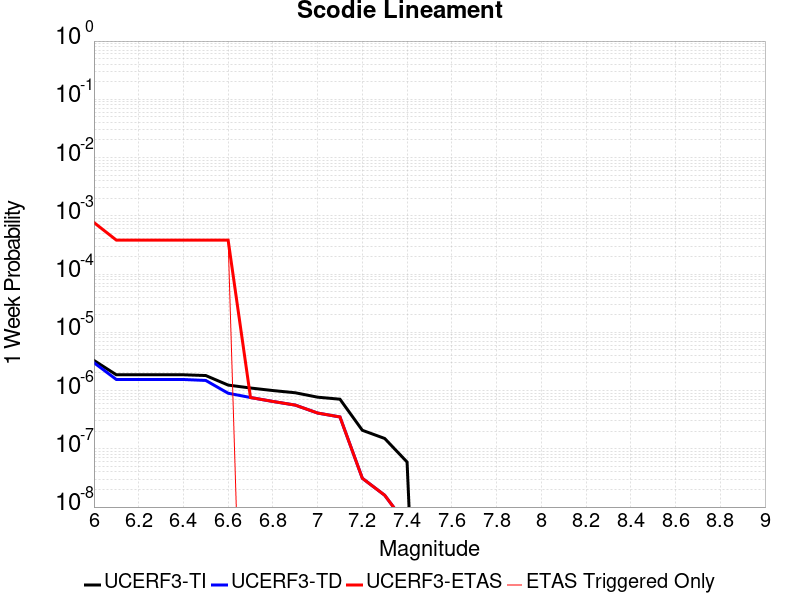 Scodie Lineament
10^0
10^-1
10^-2
10^-3
10^-4
10^-5
10^-6
10^-7
10^-8
1 Week Probability
6 6.2 6.4 6.6 6.8 7 7.2 7.4 7.6 7.8 8 8.2 8.4 8.6 8.8 9
Magnitude
UCERF3-TI UCERF3-TD UCERF3-ETAS ETAS Triggered Only